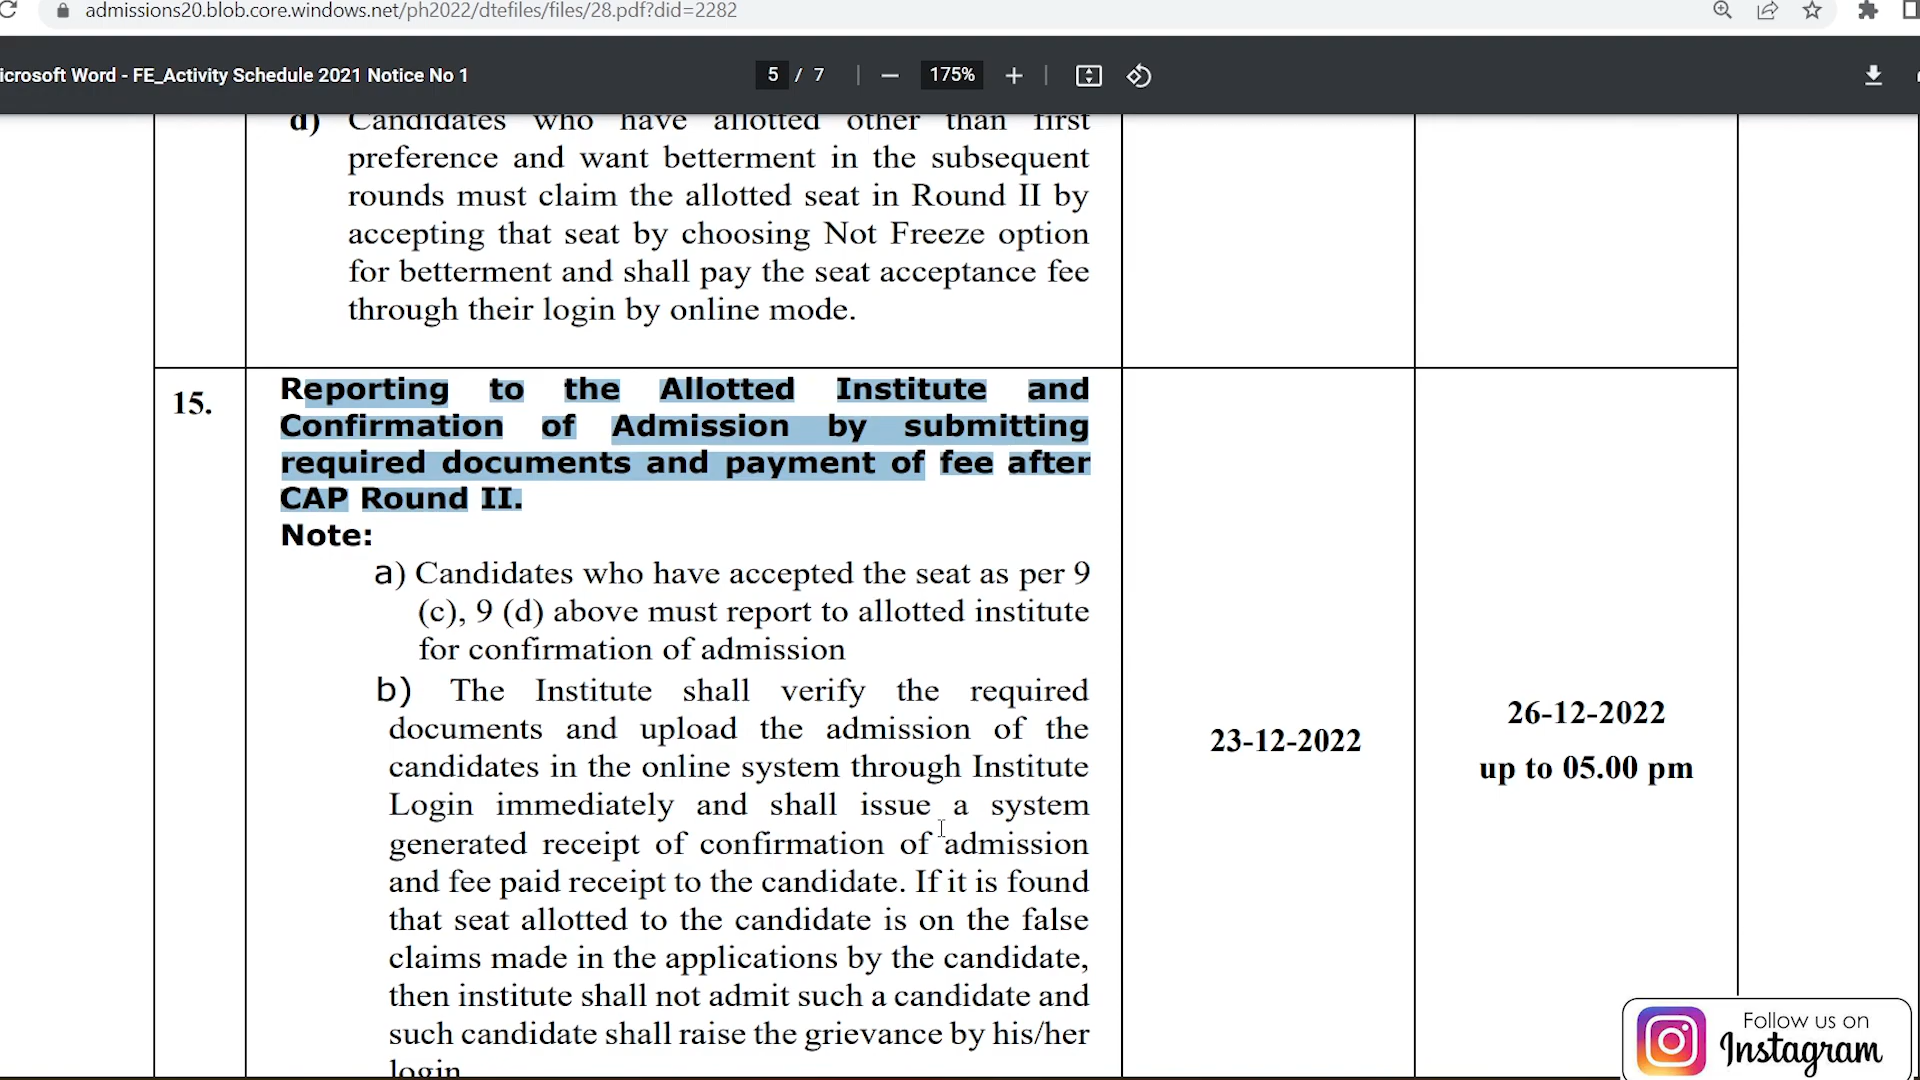 admissions20.blob.core.windows.net/ph2022/dtefiles/files/28.pdf?did=2282
icrosoft Word - FE_Activity Schedule 2021 Notice No 1
5 / 7
175%
d) Candidates who have allotted other than first
preference and want betterment in the subsequent
rounds must claim the allotted seat in Round II by
accepting that seat by choosing Not Freeze option
for betterment and shall pay the seat acceptance fee
through their login by online mode.
15.
Reporting to the Allotted Institute and
Confirmation of Admission by submitting
required documents and payment of fee after
CAP Round II.
Note:
a) Candidates who have accepted the seat as per 9
(c), 9 (d) above must report to allotted institute
for confirmation of admission
b) The Institute shall verify the required
documents and upload the admission of the
candidates in the online system through Institute
Login immediately and shall issue a system
generated receipt of confirmation of admission
and fee paid receipt to the candidate. If it is found
that seat allotted to the candidate is on the false
claims made in the applications by the candidate,
then institute shall not admit such a candidate and
such candidate shall raise the grievance by his/her
login
23-12-2022
26-12-2022
up to 05.00 pm
Follow us on
Instagram